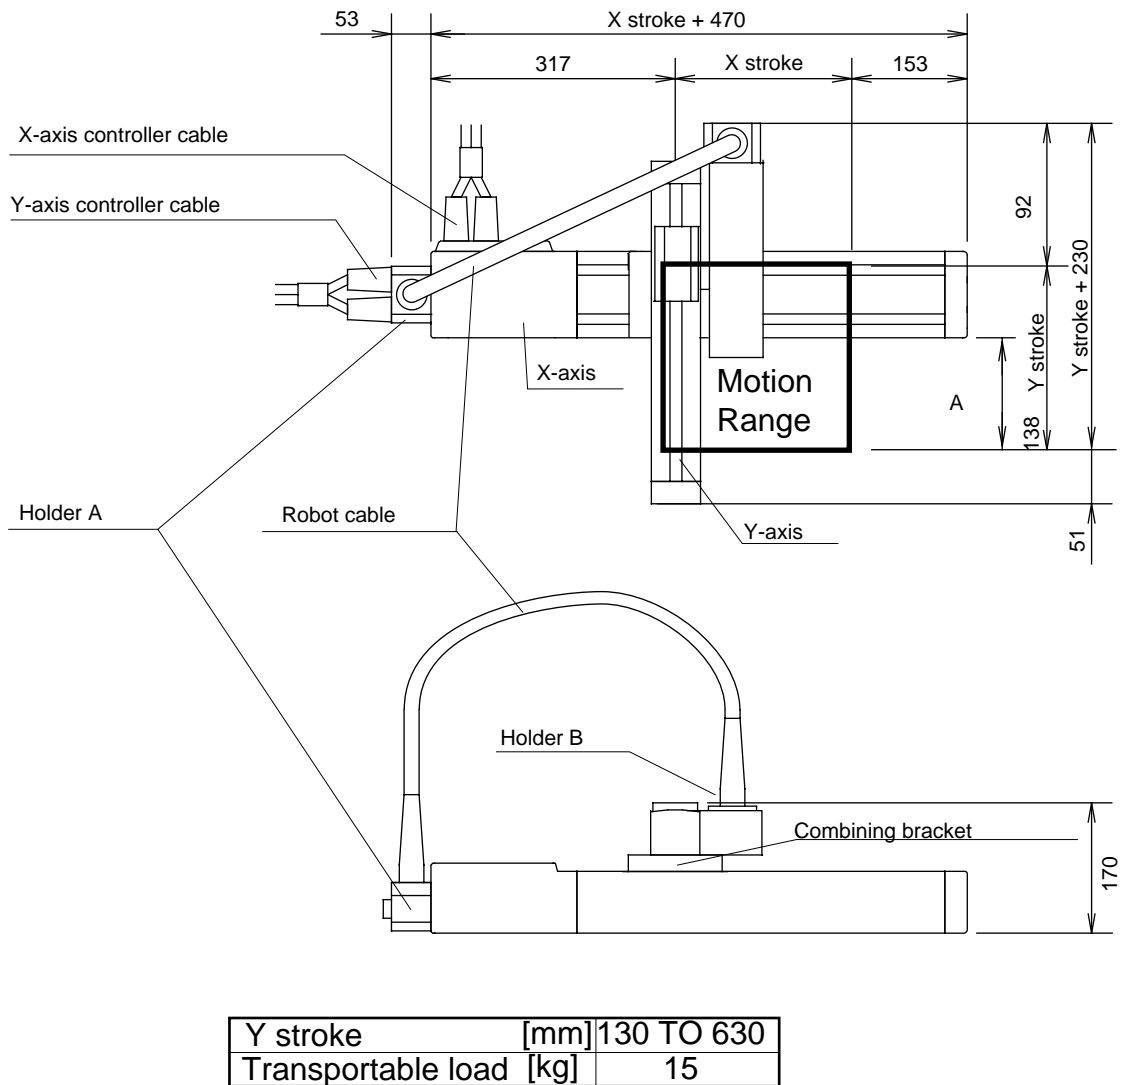 53
X stroke + 470
317
X stroke
153
X-axis controller cable
Y-axis controller cable
92
Y stroke + 230
Y stroke
X-axis
Motion
Range
A
138
Holder A
Robot cable
Y-axis
51
Holder B
Combining bracket
170
Y stroke [mm] 130 TO 630
Transportable load [kg] 15